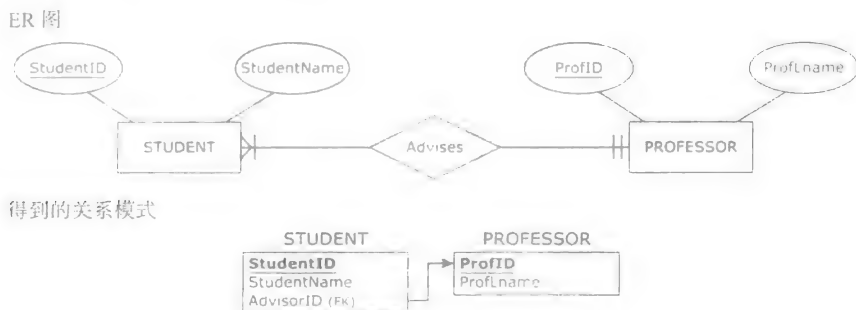 ER 图
StudentID
StudentName
ProfID
ProfLname
STUDENT
Advises
PROFESSOR
得到的关系模式
STUDENT
StudentID
StudentName
AdvisorID (FK)
PROFESSOR
ProfID
ProfLname